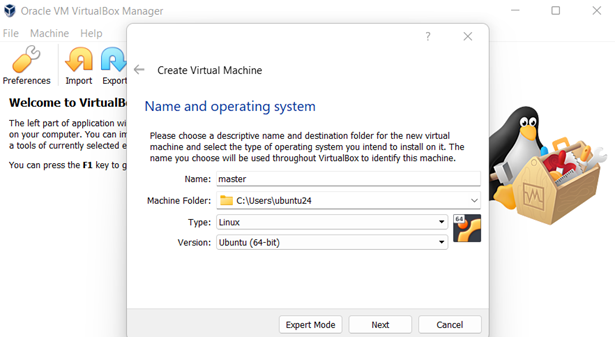 Oracle VM VirtualBox Manager
File Machine Help
Preferences Import Export
Welcome to
The left part of application
on your computer. You can
a tools of currently selected
You can press the F1 key to
?
Create Virtual Machine
Name and operating system
Please choose a descriptive name and destination folder for the new virtual
machine and select the type of operating system you intend to install on it. The
name you choose will be used throughout VirtualBox to identify this machine.
Name: master
Machine Folder: C:\Users\ubuntu24
Type: Linux
64
Version: Ubuntu (64-bit)
Expert Mode Next Cancel